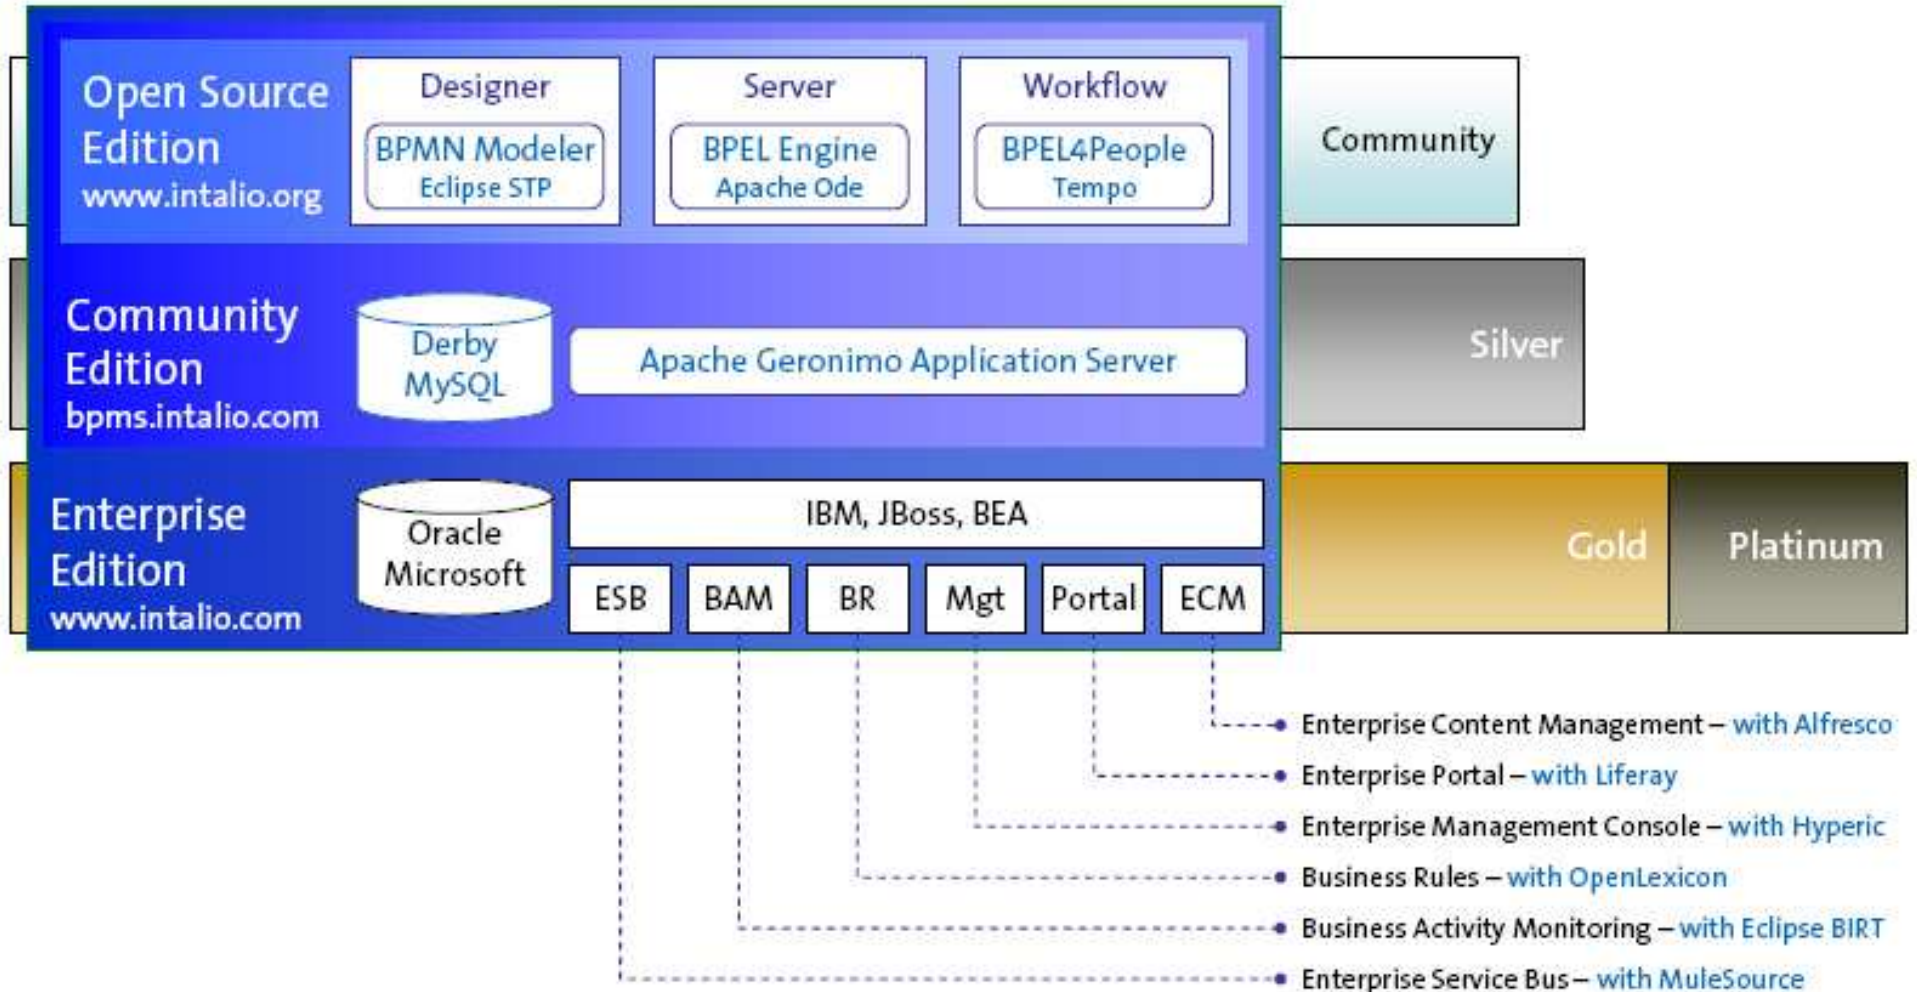 Open Source
Edition
www.intalio.org
Designer
BPMN Modeler
Eclipse STP
Server
BPEL Engine
Apache Ode
Workflow
BPEL4People
Tempo
Community
Community
Edition
bpms.intalio.com
Derby
MySQL
Apache Geronimo Application Server
Silver
Enterprise
Edition
www.intalio.com
Oracle
Microsoft
IBM, JBoss, BEA
ESB
BAM
BR
Mgt
Portal
ECM
Gold
Platinum
Enterprise Content Management – with Alfresco
Enterprise Portal – with Liferay
Enterprise Management Console – with Hyperic
Business Rules – with OpenLexicon
Business Activity Monitoring – with Eclipse BIRT
Enterprise Service Bus – with MuleSource